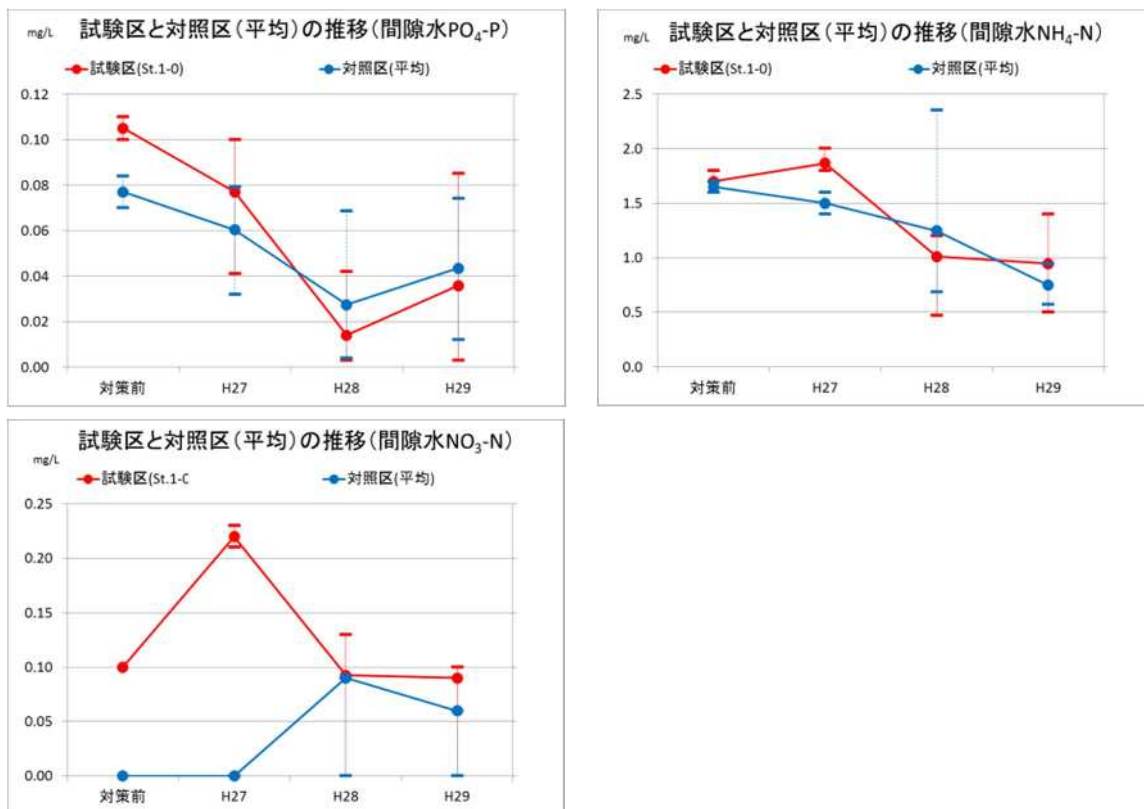 mg/L
試験区と対照区(平均)の推移(間隙水PO₄-P)
試験区(St.1-0) 対照区(平均)
0.12
0.10
0.08
0.06
0.04
0.02
0.00
対策前 H27 H28 H29
mg/L
試験区と対照区(平均)の推移(間隙水NH₄-N)
試験区(St.1-0) 対照区(平均)
2.5
2.0
1.5
1.0
0.5
0.0
対策前 H27 H28 H29
mg/L
試験区と対照区(平均)の推移(間隙水NO₃-N)
試験区(St.1-C 対照区(平均)
0.25
0.20
0.15
0.10
0.05
0.00
対策前 H27 H28 H29